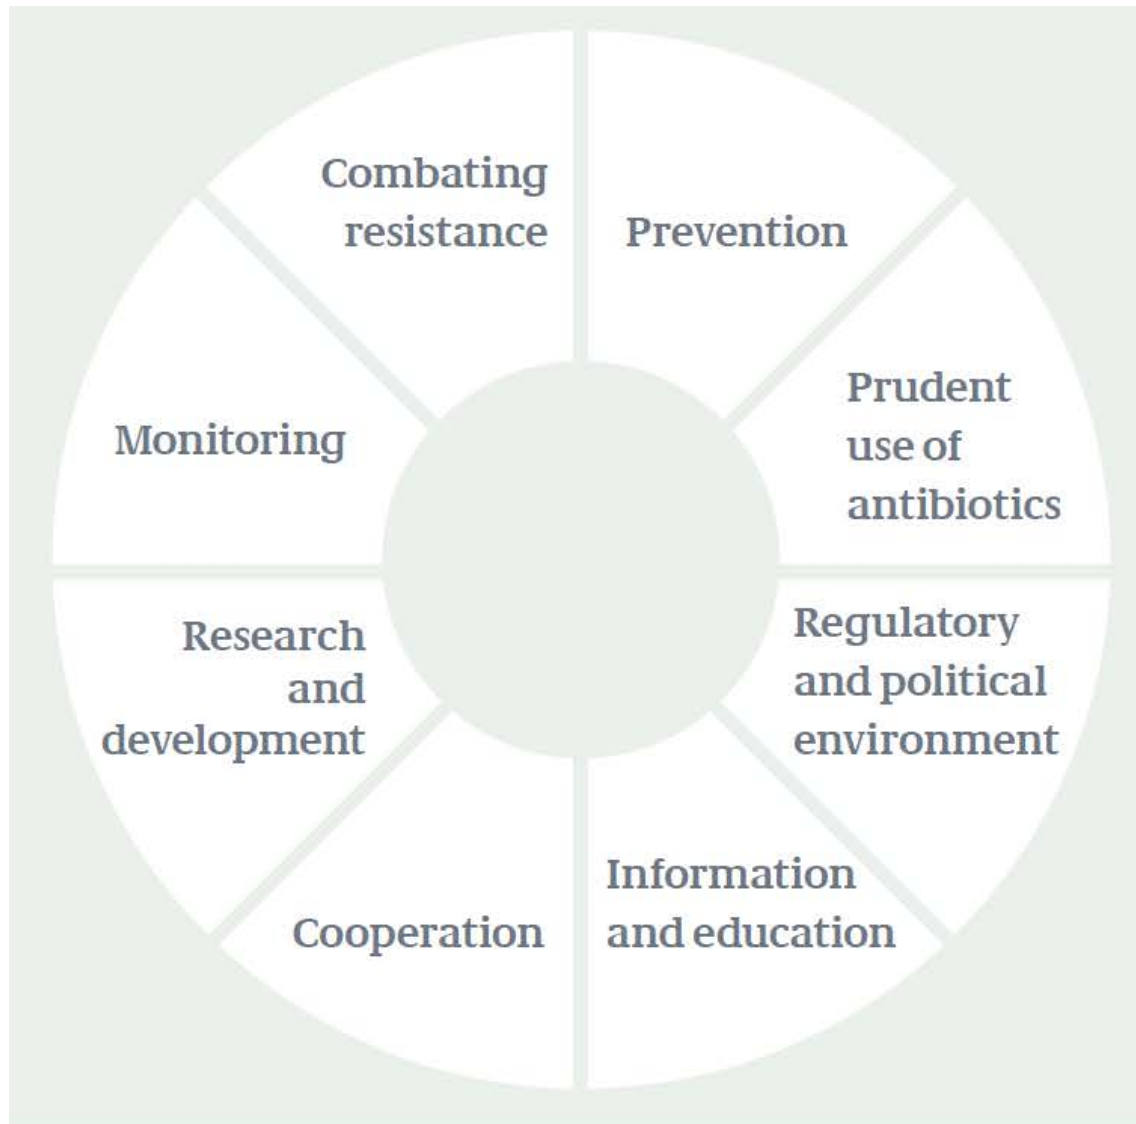 Combating
resistance
Prevention
Prudent
use of
antibiotics
Regulatory
and political
environment
Information
and education
Cooperation
Research
and
development
Monitoring